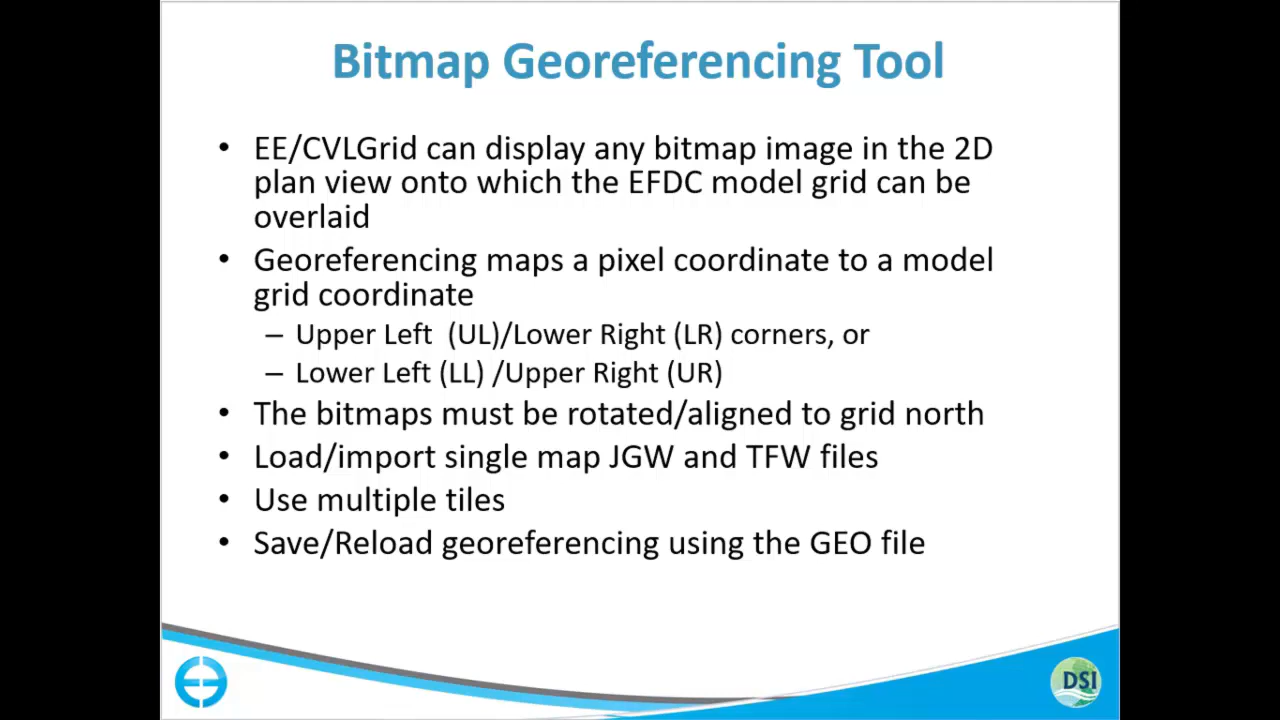 Bitmap Georeferencing Tool
• EE/CVLGrid can display any bitmap image in the 2D
plan view onto which the EFDC model grid can be
overlaid
• Georeferencing maps a pixel coordinate to a model
grid coordinate
– Upper Left (UL)/Lower Right (LR) corners, or
– Lower Left (LL) /Upper Right (UR)
• The bitmaps must be rotated/aligned to grid north
• Load/import single map JGW and TFW files
• Use multiple tiles
• Save/Reload georeferencing using the GEO file
DSI